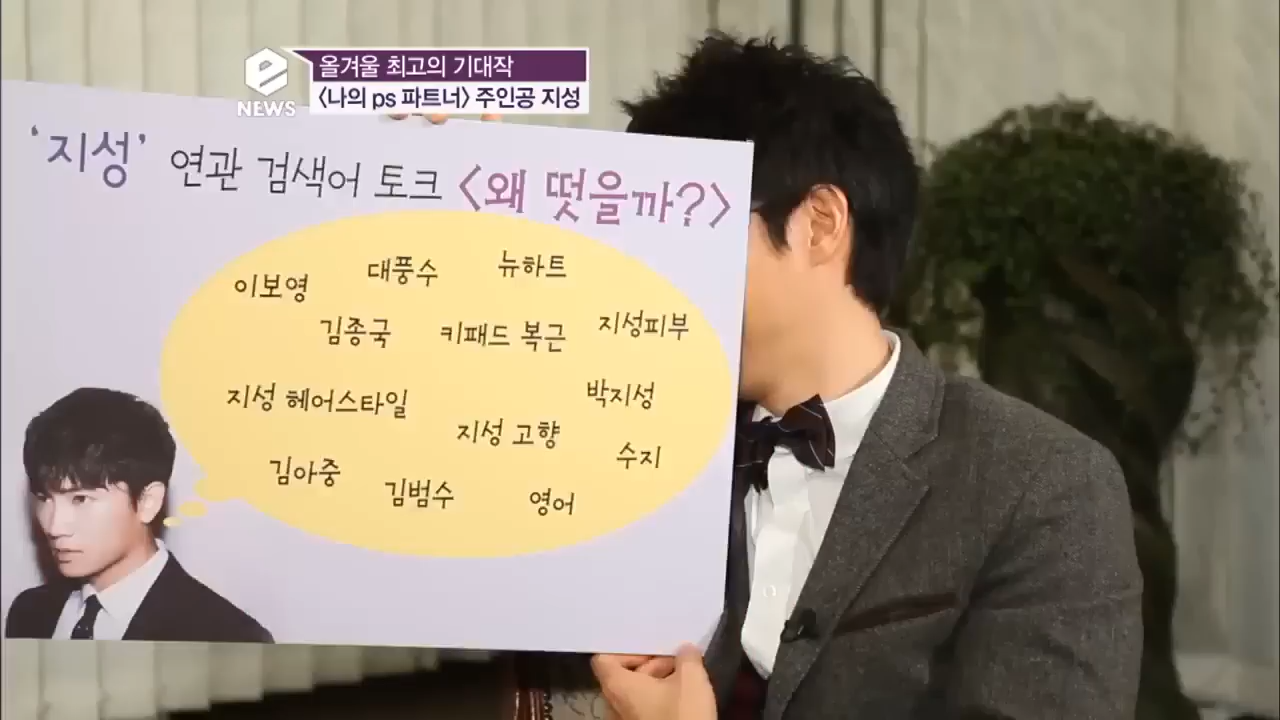 올겨울 최고의 기대작
e NEWS
<나의 ps 파트너> 주인공 지성
'지성' 연관 검색어 토크 <왜 떳을까?>
이보영 대풍수 뉴하트
김종국 키패드 복근 지성피부
지성 헤어스타일 박지성
지성 고향 수지
김아중 김범수 영어